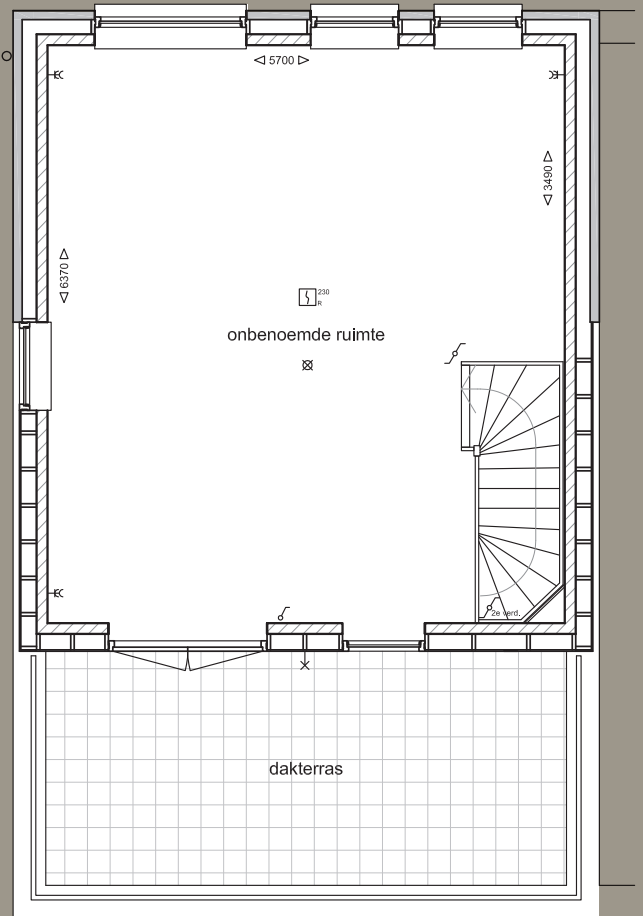 5700
3490
6370
230
R
onbenoemde ruimte
2e verd.
dakterras